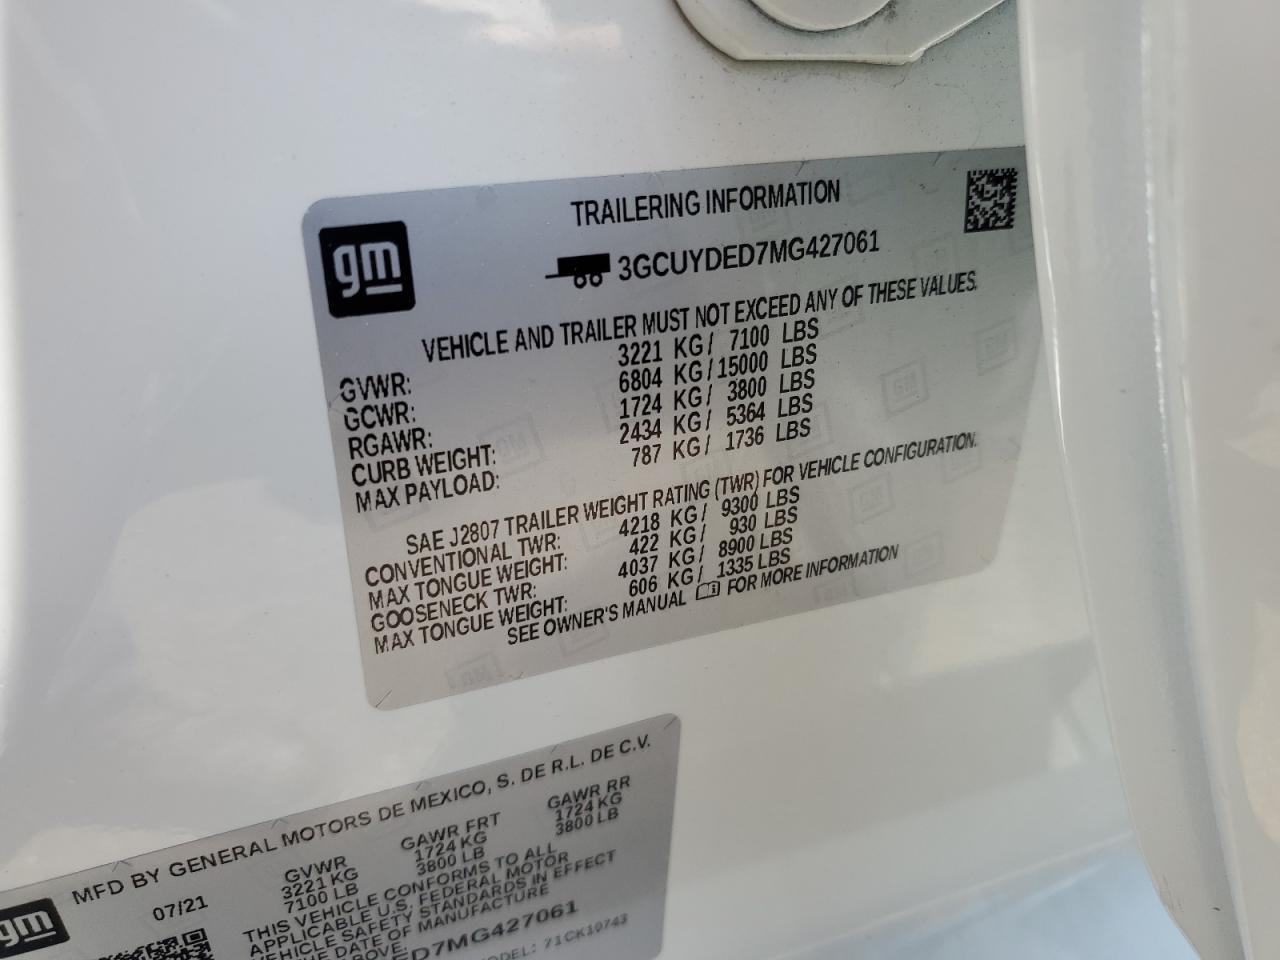 gm
TRAILERING INFORMATION
3GCUYDED7MG427061
VEHICLE AND TRAILER MUST NOT EXCEED ANY OF THESE VALUES.
GVWR: 3221 KG/ 7100 LBS
GCWR: 6804 KG/ 15000 LBS
RGAWR: 1724 KG/ 3800 LBS
CURB WEIGHT: 2434 KG/ 5364 LBS
MAX PAYLOAD: 787 KG/ 1736 LBS
SAE J2807 TRAILER WEIGHT RATING (TWR) FOR VEHICLE CONFIGURATION.
CONVENTIONAL TWR: 4218 KG/ 9300 LBS
MAX TONGUE WEIGHT: 422 KG/ 930 LBS
GOOSENECK TWR: 4037 KG/ 8900 LBS
MAX TONGUE WEIGHT: 606 KG/ 1335 LBS
SEE OWNER'S MANUAL FOR MORE INFORMATION
gm
MFD BY GENERAL MOTORS DE MEXICO, S. DE R.L. DE C.V.
07/21 GVWR GAWR FRT GAWR RR
3221 KG 1724 KG 1724 KG
7100 LB 3800 LB 3800 LB
THIS VEHICLE CONFORMS TO ALL
APPLICABLE U.S. FEDERAL MOTOR
VEHICLE SAFETY STANDARDS IN EFFECT
THE DATE OF MANUFACTURE
ABOVE.
ED7MG427061
MODEL: 71CK10743